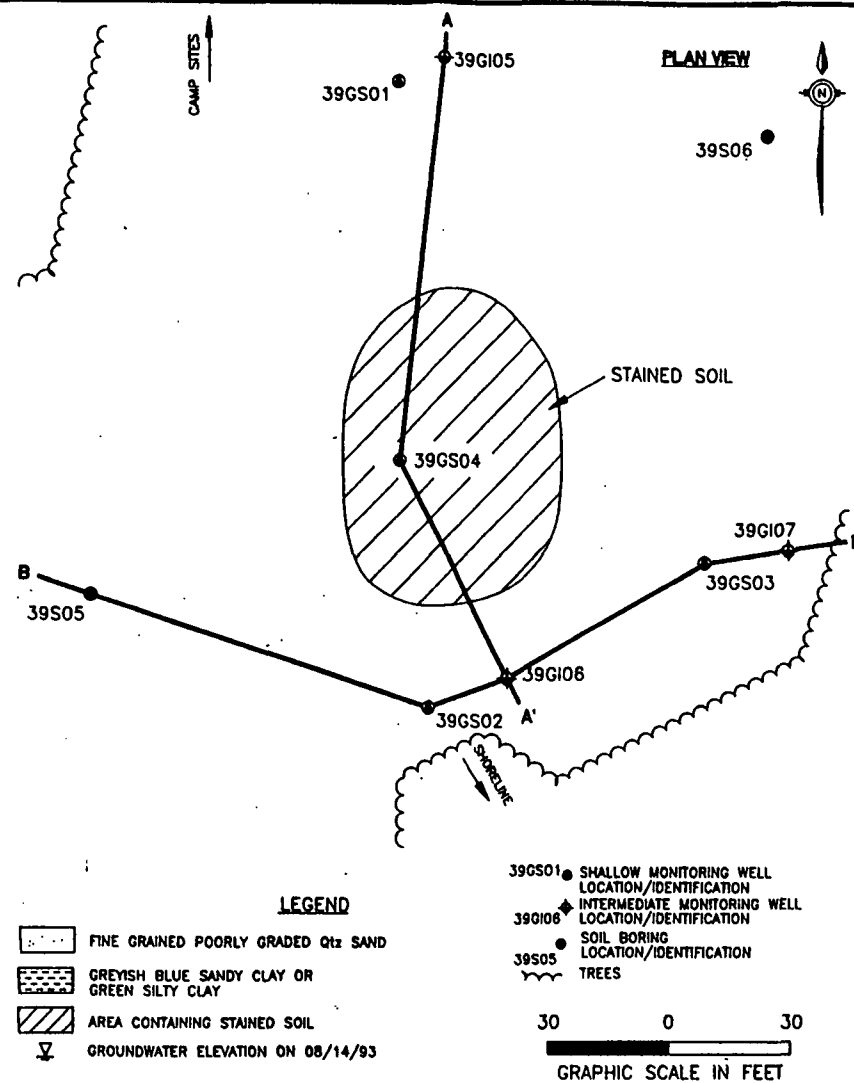 A
CAMP SITES
39GI05
39GS01
PLAN VIEW
N
39S06
STAINED SOIL
39GS04
39GI07
B
39GS03
39S05
39GI06
39GS02
A'
SHORELINE
LEGEND
FINE GRAINED POORLY GRADED Qtz SAND
GREYISH BLUE SANDY CLAY OR
GREEN SILTY CLAY
AREA CONTAINING STAINED SOIL
GROUNDWATER ELEVATION ON 08/14/93
39GS01 SHALLOW MONITORING WELL
LOCATION/IDENTIFICATION
INTERMEDIATE MONITORING WELL
39GI06 LOCATION/IDENTIFICATION
SOIL BORING
39S05 LOCATION/IDENTIFICATION
TREES
30 0 30
GRAPHIC SCALE IN FEET